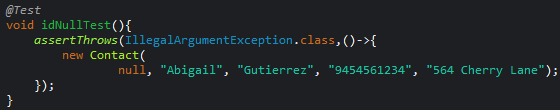 @Test
void idNullTest(){
assertThrows(IllegalArgumentException.class,()->{
new Contact(
null, "Abigail", "Gutierrez", "9454561234", "564 Cherry Lane");
});
}